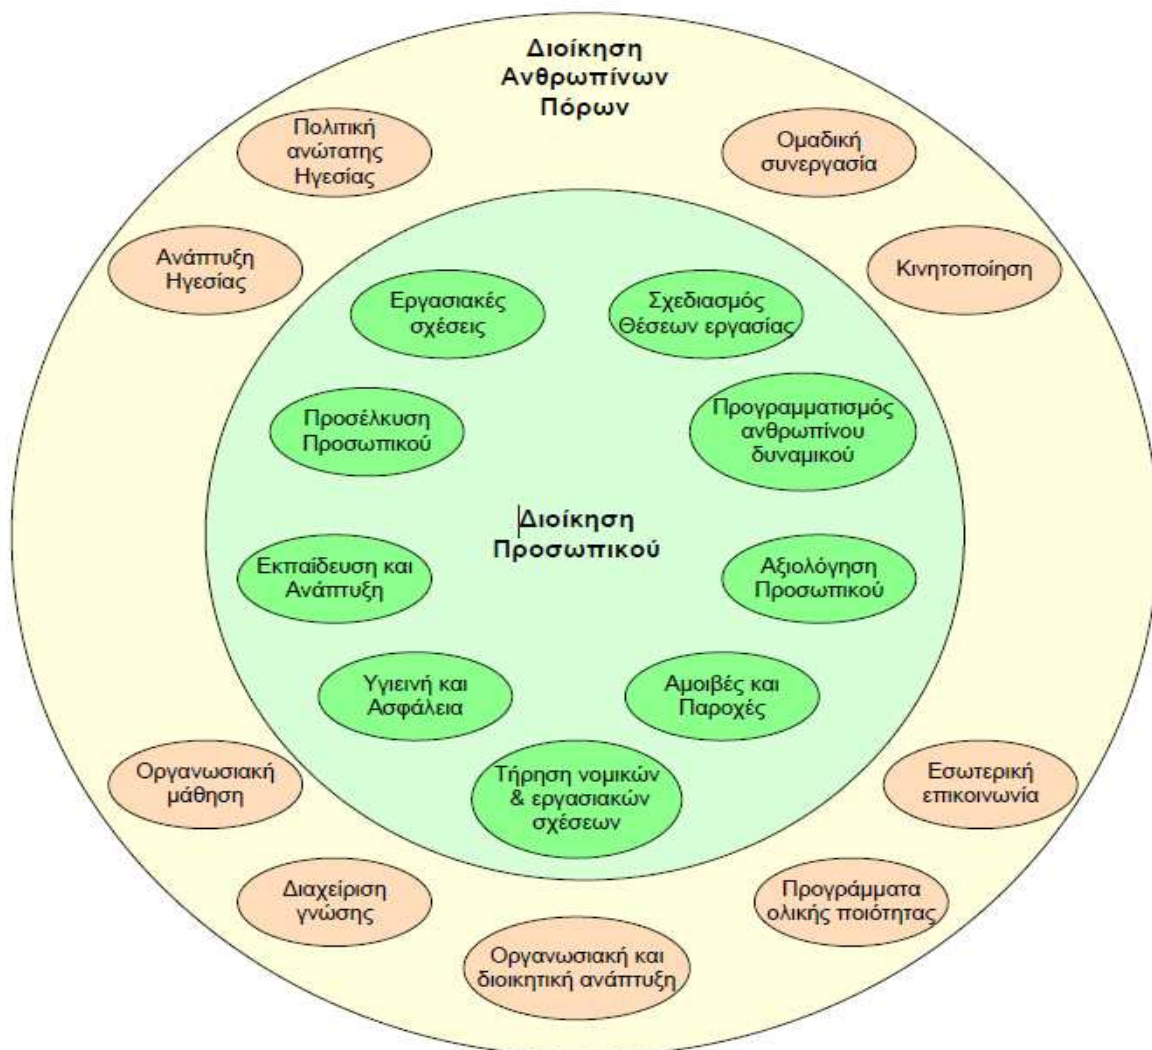 Διοίκηση
Ανθρωπίνων
Πόρων
Πολιτική
ανώτατης
Ηγεσίας
Ομαδική
συνεργασία
Ανάπτυξη
Ηγεσίας
Κινητοποίηση
Εργασιακές
σχέσεις
Σχεδιασμός
Θέσεων εργασίας
Προσέλκυση
Προσωπικού
Προγραμματισμός
ανθρωπίνου
δυναμικού
Διοίκηση
Προσωπικού
Εκπαίδευση και
Ανάπτυξη
Αξιολόγηση
Προσωπικού
Υγιεινή και
Ασφάλεια
Αμοιβές και
Παροχές
Οργανωσιακή
μάθηση
Τήρηση νομικών
& εργασιακών
σχέσεων
Εσωτερική
επικοινωνία
Διαχείριση
γνώσης
Προγράμματα
ολικής ποιότητας
Οργανωσιακή και
διοικητική ανάπτυξη